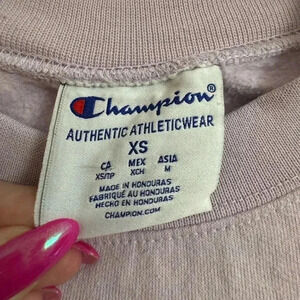 Champion®
AUTHENTIC ATHLETICWEAR
XS
CA MEX ASIA
XS/TP XCH M
MADE IN HONDURAS
FABRIQUÉ AU HONDURAS
HECHO EN HONDURAS
CHAMPION.COM